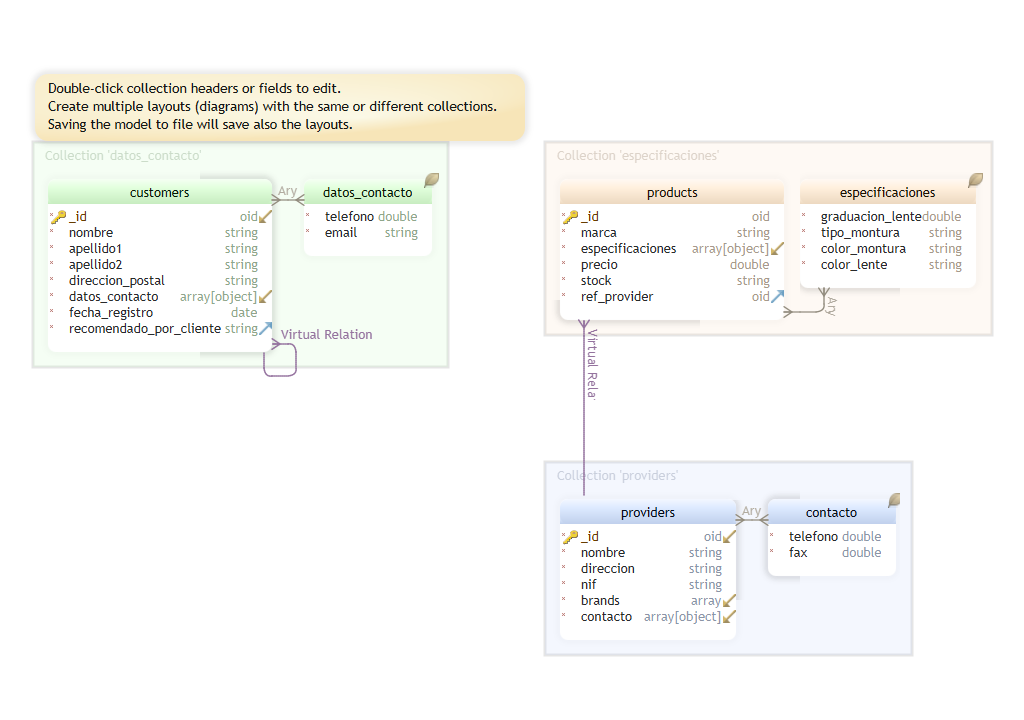 Double-click collection headers or fields to edit.
Create multiple layouts (diagrams) with the same or different collections.
Saving the model to file will save also the layouts.
Collection 'datos_contacto'
customers
_id oid
nombre string
apellido1 string
apellido2 string
direccion_postal string
datos_contacto array[object]
fecha_registro date
recomendado_por_cliente string
Ary
datos_contacto
telefono double
email string
Virtual Relation
Collection 'especificaciones'
products
_id oid
marca string
especificaciones array[object]
precio double
stock string
ref_provider oid
especificaciones
graduacion_lente double
tipo_montura string
color_montura string
color_lente string
Ary
Virtual Rela
Collection 'providers'
providers
_id oid
nombre string
direccion string
nif string
brands array
contacto array[object]
Ary
contacto
telefono double
fax double